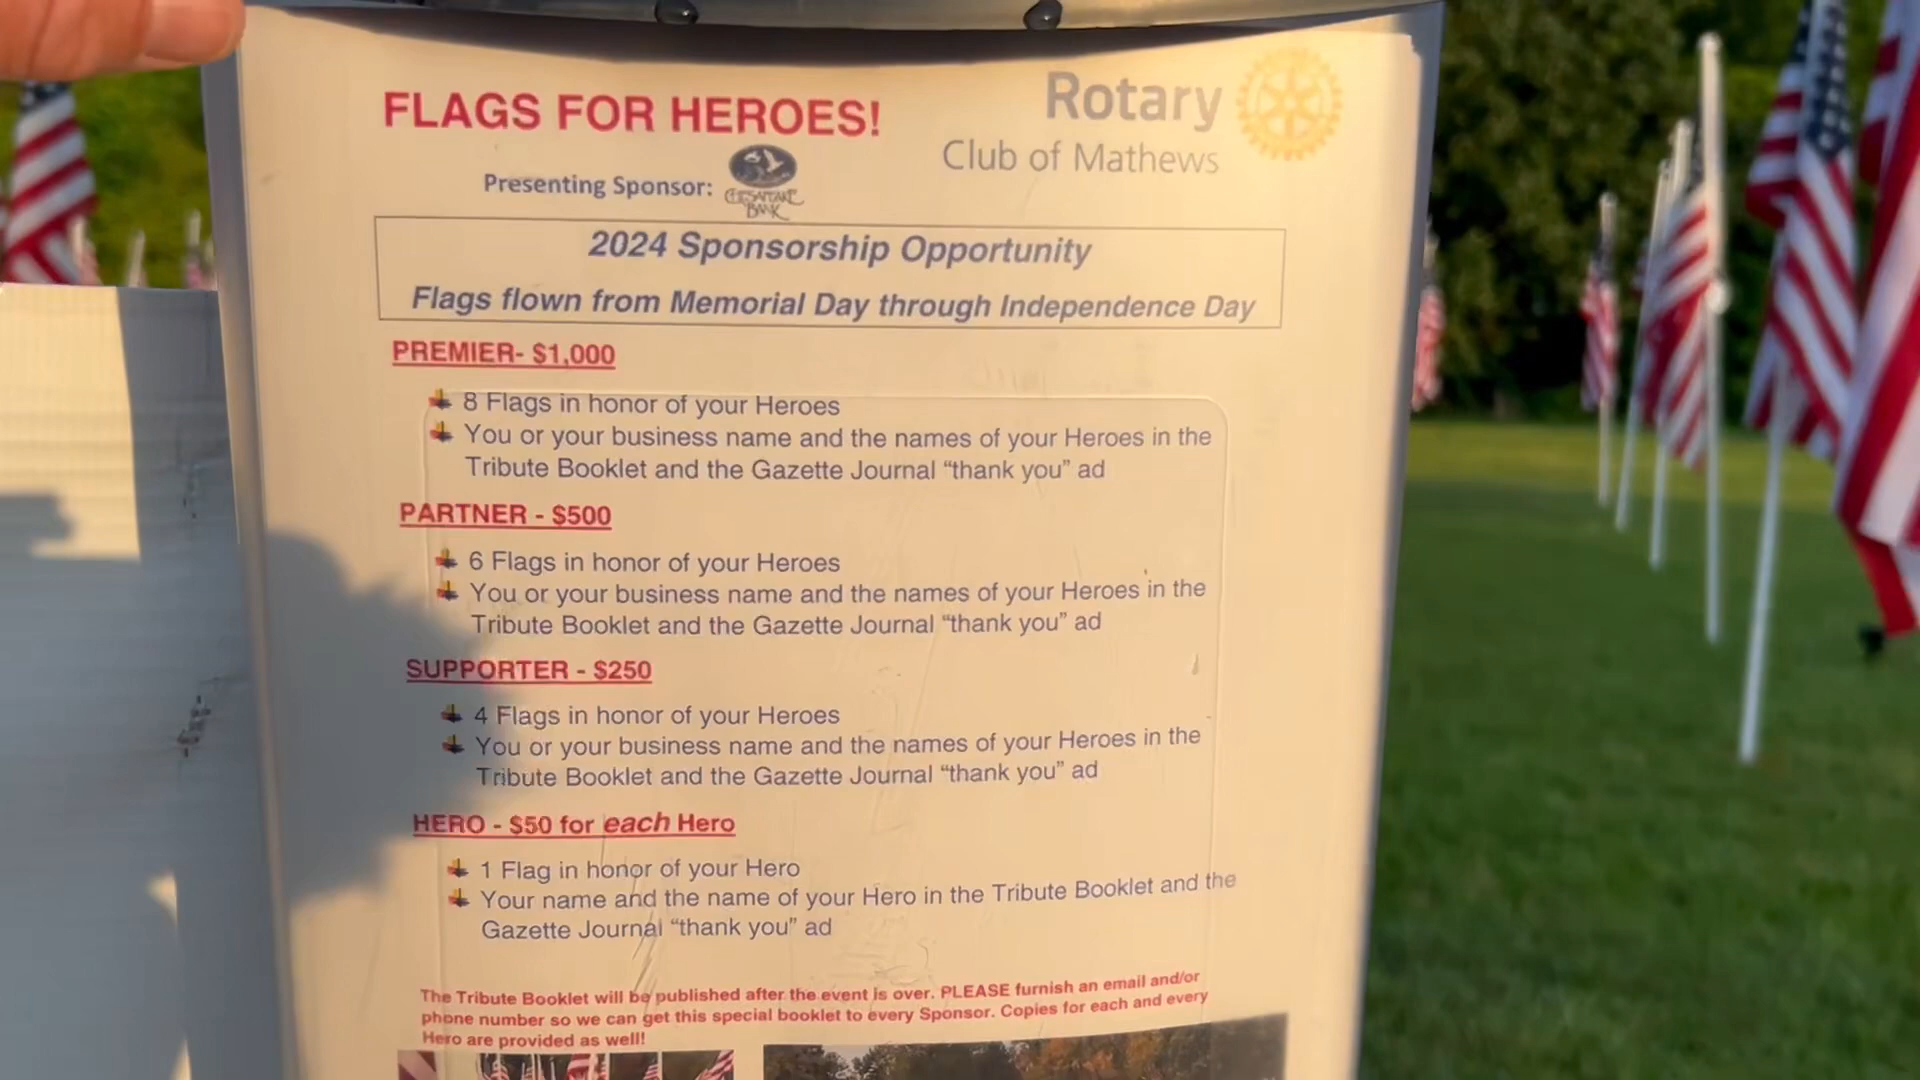 FLAGS FOR HEROES!
Rotary
Club of Mathews
Presenting Sponsor:
CHESAPEAKE
BANK
2024 Sponsorship Opportunity
Flags flown from Memorial Day through Independence Day
PREMIER- $1,000
8 Flags in honor of your Heroes
You or your business name and the names of your Heroes in the
Tribute Booklet and the Gazette Journal “thank you” ad
PARTNER - $500
6 Flags in honor of your Heroes
You or your business name and the names of your Heroes in the
Tribute Booklet and the Gazette Journal “thank you” ad
SUPPORTER - $250
4 Flags in honor of your Heroes
You or your business name and the names of your Heroes in the
Tribute Booklet and the Gazette Journal “thank you” ad
HERO - $50 for each Hero
1 Flag in honor of your Hero
Your name and the name of your Hero in the Tribute Booklet and the
Gazette Journal “thank you” ad
The Tribute Booklet will be published after the event is over. PLEASE furnish an email and/or
phone number so we can get this special booklet to every Sponsor. Copies for each and every
Hero are provided as well!